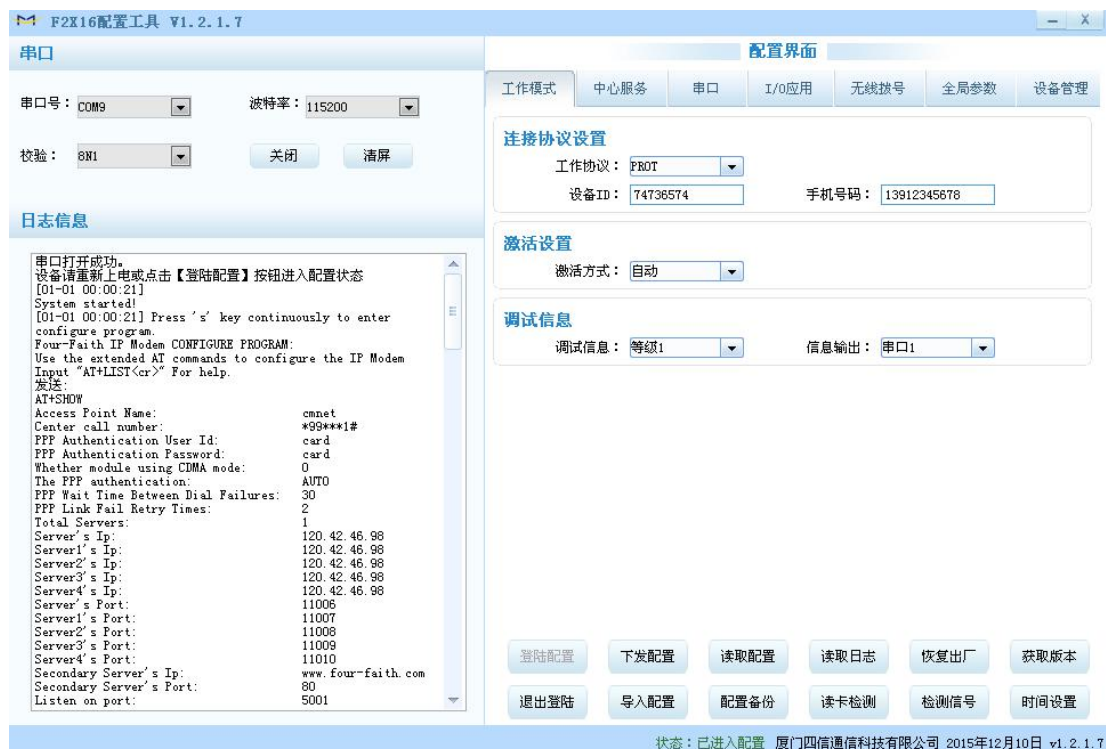 F2X16配置工具 V1.2.1.7
串口
串口号： COM9 波特率： 115200
校验： 8N1 关闭 清屏
日志信息
串口打开成功。
设备请重新上电或点击【登陆配置】按钮进入配置状态
[01-01 00:00:21]
System started!
[01-01 00:00:21] Press 's' key continuously to enter
configure program.
Four-Faith IP Modem CONFIGURE PROGRAM:
Use the extended AT commands to configure the IP Modem
Input "AT+LIST<cr>" For help.
发送:
AT+SHOW
Access Point Name: cmnet
Center call number: *99***1#
PPP Authentication User Id: card
PPP Authentication Password: card
Whether module using CDMA mode: 0
The PPP authentication: AUTO
PPP Wait Time Between Dial Failures: 30
PPP Link Fail Retry Times: 2
Total Servers: 1
Server's Ip: 120.42.46.98
Server1's Ip: 120.42.46.98
Server2's Ip: 120.42.46.98
Server3's Ip: 120.42.46.98
Server4's Ip: 120.42.46.98
Server's Port: 11006
Server1's Port: 11007
Server2's Port: 11008
Server3's Port: 11009
Server4's Port: 11010
Secondary Server's Ip: www.four-faith.com
Secondary Server's Port: 80
Listen on port: 5001
配置界面
工作模式 中心服务 串口 I/O应用 无线拨号 全局参数 设备管理
连接协议设置
工作协议： PROT
设备ID： 74736574 手机号码： 13912345678
激活设置
激活方式： 自动
调试信息
调试信息： 等级1 信息输出： 串口1
登陆配置 下发配置 读取配置 读取日志 恢复出厂 获取版本
退出登陆 导入配置 配置备份 读卡检测 检测信号 时间设置
状态：已进入配置 厦门四信通信科技有限公司 2015年12月10日 v1.2.1.7